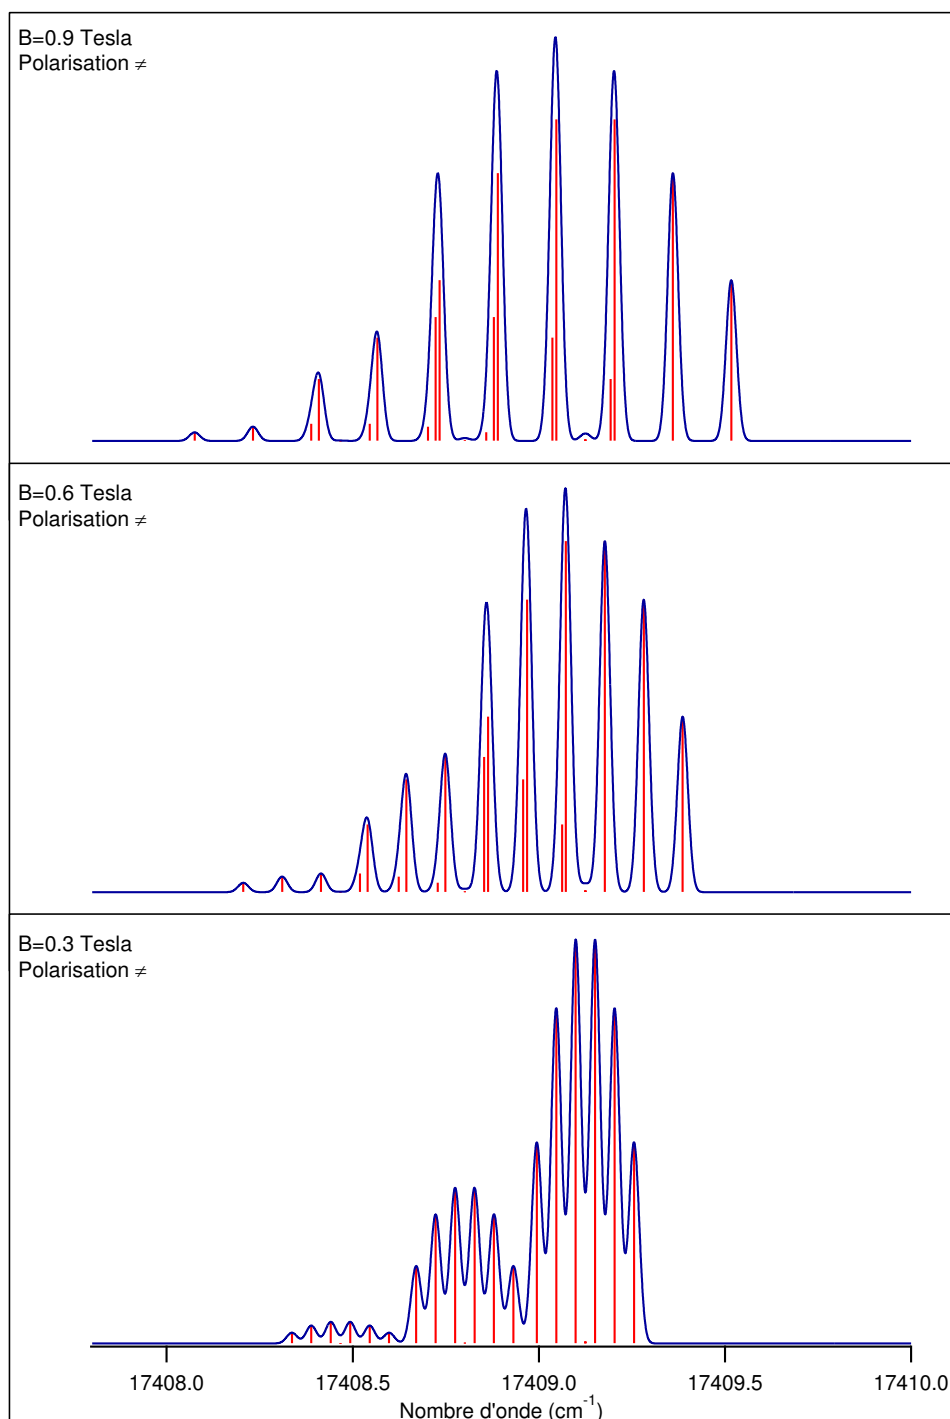 B=0.9 Tesla
Polarisation ≠
B=0.6 Tesla
Polarisation ≠
B=0.3 Tesla
Polarisation ≠
17408.0 17408.5 17409.0 17409.5 17410.0
Nombre d'onde (cm⁻¹)